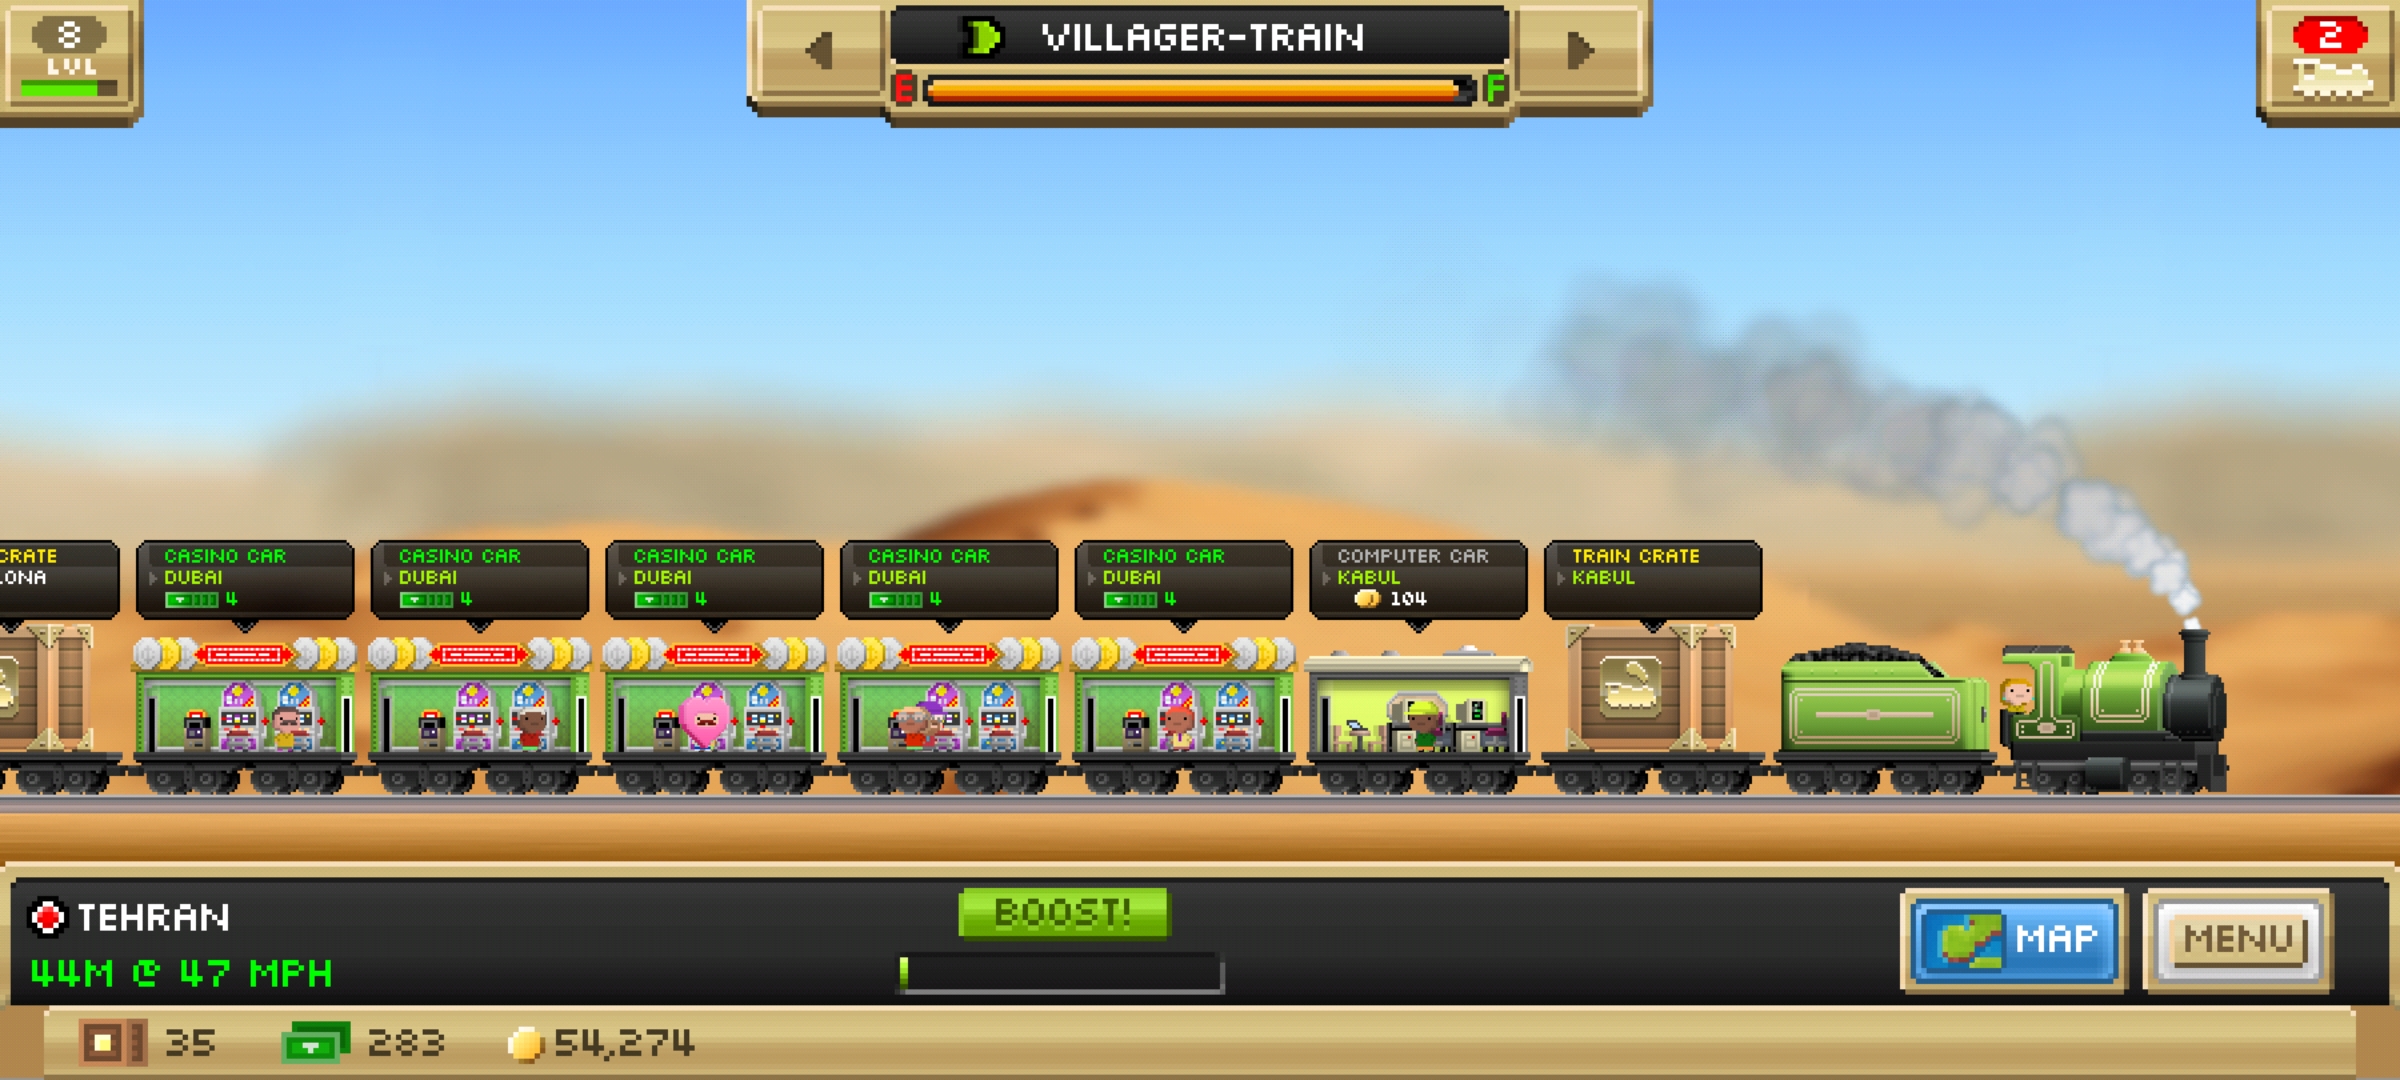 8
LVL
VILLAGER-TRAIN
E
F
2
CRATE
LONA
CASINO CAR
DUBAI
4
CASINO CAR
DUBAI
4
CASINO CAR
DUBAI
4
CASINO CAR
DUBAI
4
CASINO CAR
DUBAI
4
COMPUTER CAR
KABUL
104
TRAIN CRATE
KABUL
TEHRAN
44M @ 47 MPH
BOOST!
MAP
MENU
35
283
54,274